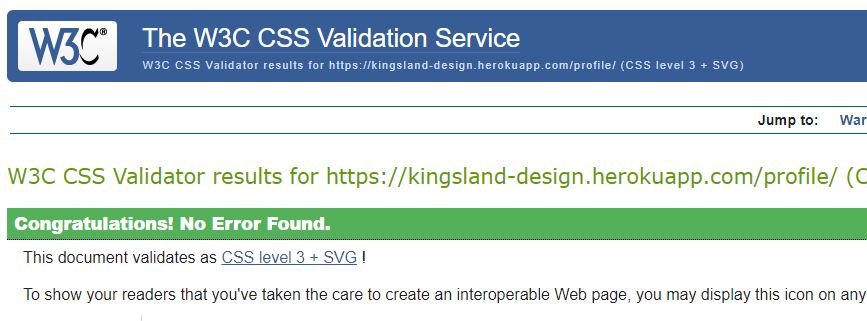 W3C®
The W3C CSS Validation Service
W3C CSS Validator results for https://kingsland-design.herokuapp.com/profile/ (CSS level 3 + SVG)
Jump to: War
W3C CSS Validator results for https://kingsland-design.herokuapp.com/profile/ (C
Congratulations! No Error Found.
This document validates as CSS level 3 + SVG !
To show your readers that you've taken the care to create an interoperable Web page, you may display this icon on any